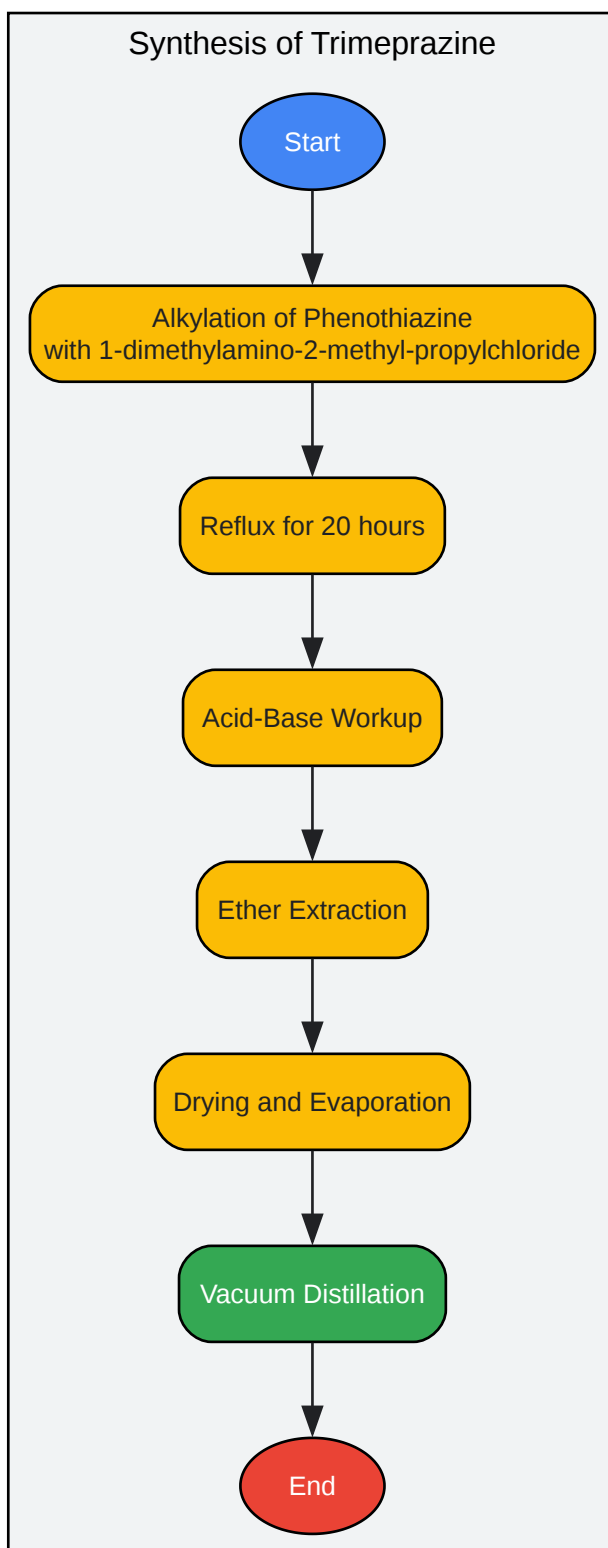 Synthesis of Trimeprazine
Start
Alkylation of Phenothiazine
with 1-dimethylamino-2-methyl-propylchloride
Reflux for 20 hours
Acid-Base Workup
Ether Extraction
Drying and Evaporation
Vacuum Distillation
End